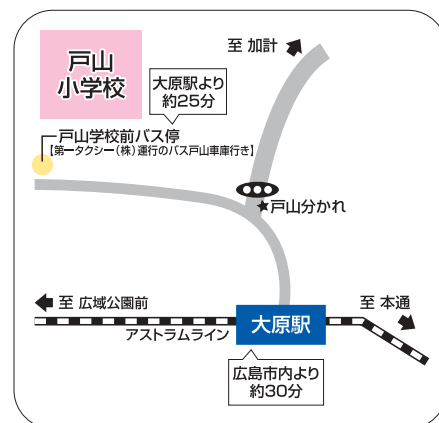 戸山
小学校
至 加計
大原駅より
約25分
戸山学校前バス停
【第一タクシー(株)運行のバス戸山車庫行き】
★戸山分かれ
至 広域公園前
至 本通
アストラムライン
大原駅
広島市内より
約30分